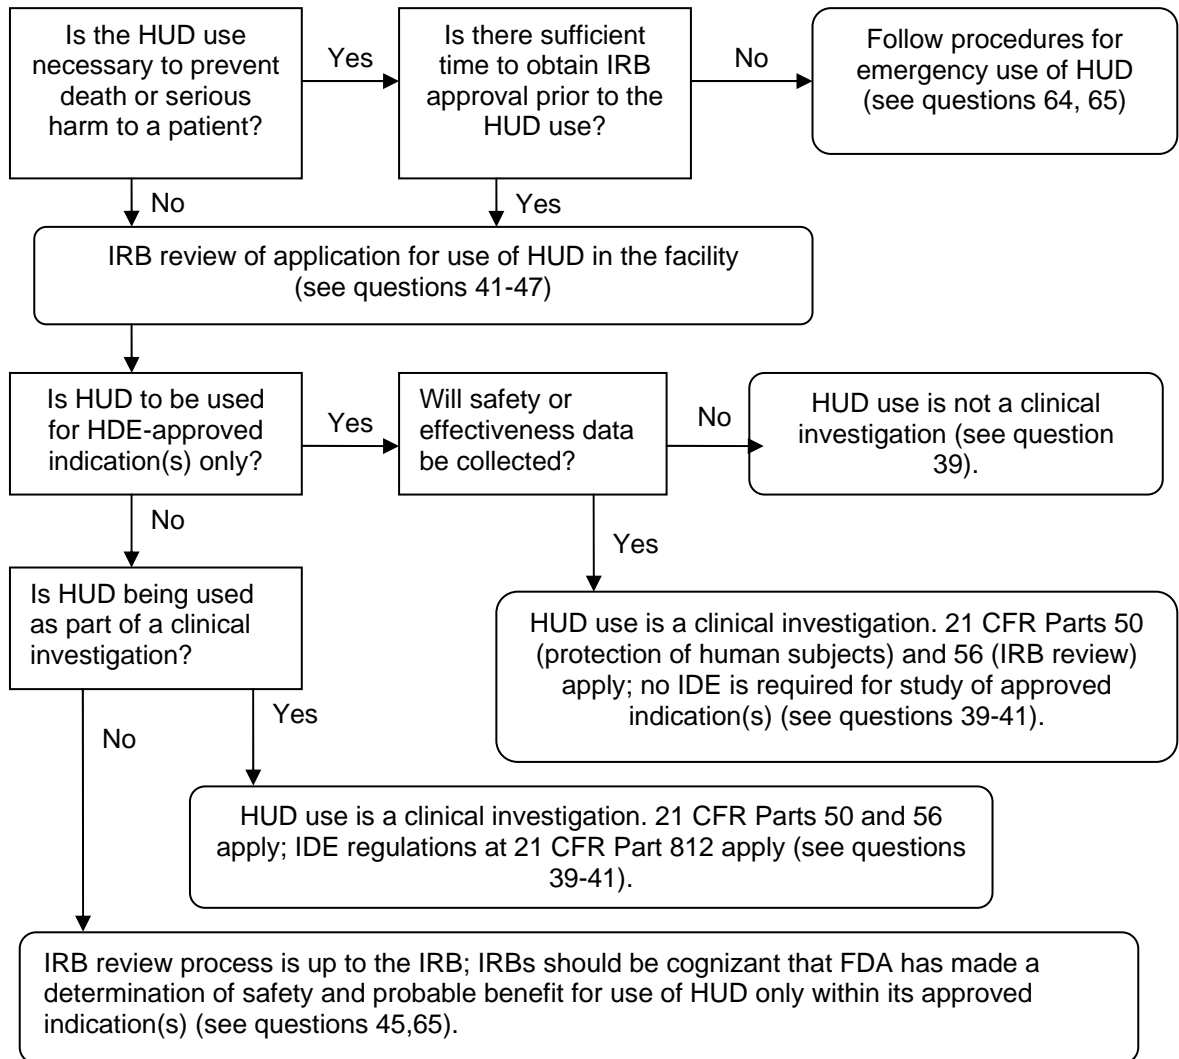 Is the HUD use
necessary to prevent
death or serious
harm to a patient?
Yes
Is there sufficient
time to obtain IRB
approval prior to the
HUD use?
No
Follow procedures for
emergency use of HUD
(see questions 64, 65)
No
Yes
IRB review of application for use of HUD in the facility
(see questions 41-47)
Is HUD to be used
for HDE-approved
indication(s) only?
Yes
Will safety or
effectiveness data
be collected?
No
HUD use is not a clinical
investigation (see question
39).
No
Yes
Is HUD being used
as part of a clinical
investigation?
HUD use is a clinical investigation. 21 CFR Parts 50
(protection of human subjects) and 56 (IRB review)
apply; no IDE is required for study of approved
indication(s) (see questions 39-41).
No
Yes
HUD use is a clinical investigation. 21 CFR Parts 50 and 56
apply; IDE regulations at 21 CFR Part 812 apply (see questions
39-41).
IRB review process is up to the IRB; IRBs should be cognizant that FDA has made a
determination of safety and probable benefit for use of HUD only within its approved
indication(s) (see questions 45,65).